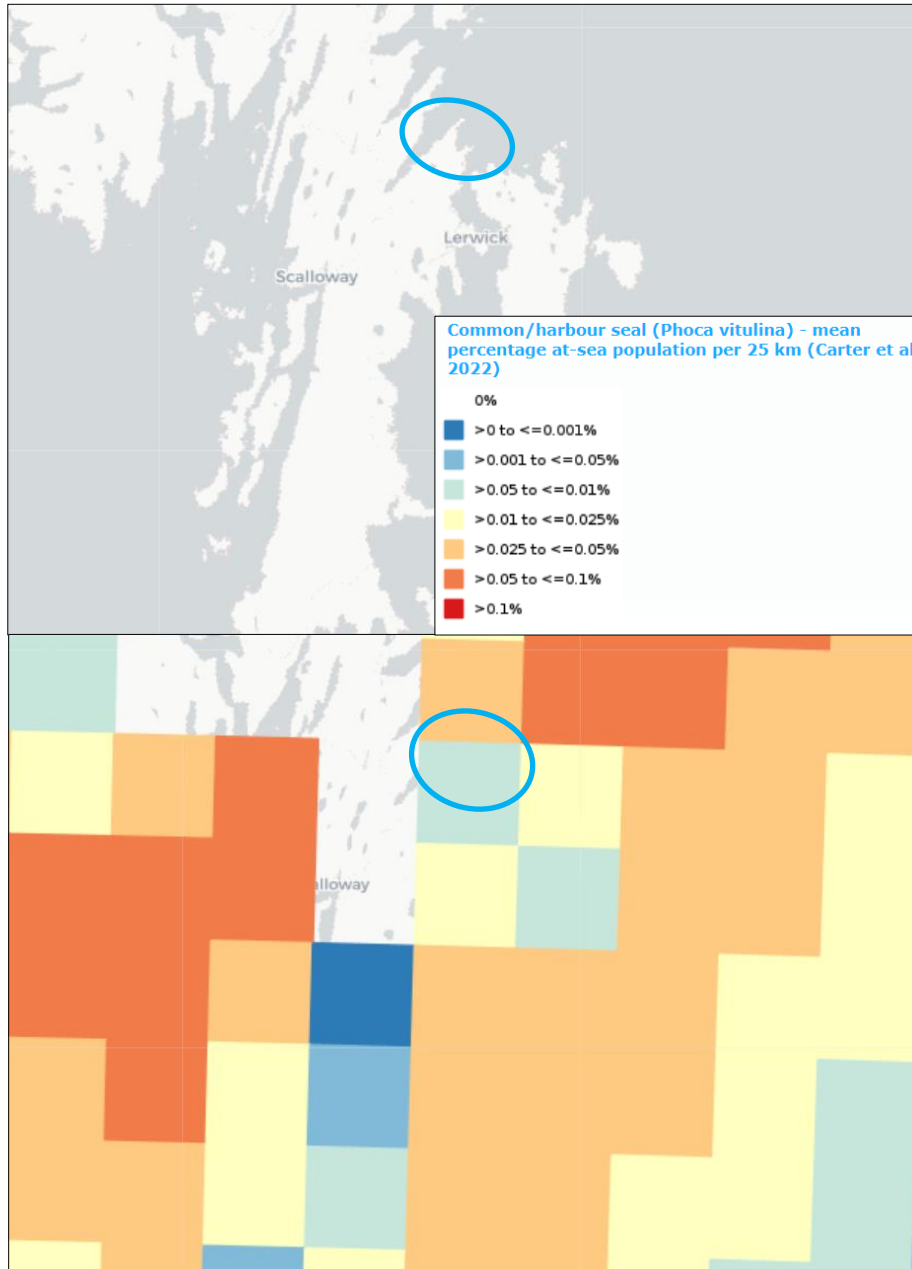 Lerwick
Scalloway
Common/harbour seal (Phoca vitulina) - mean
percentage at-sea population per 25 km (Carter et al
2022)
0%
>0 to <=0.001%
>0.001 to <=0.05%
>0.05 to <=0.01%
>0.01 to <=0.025%
>0.025 to <=0.05%
>0.05 to <=0.1%
>0.1%
alloway